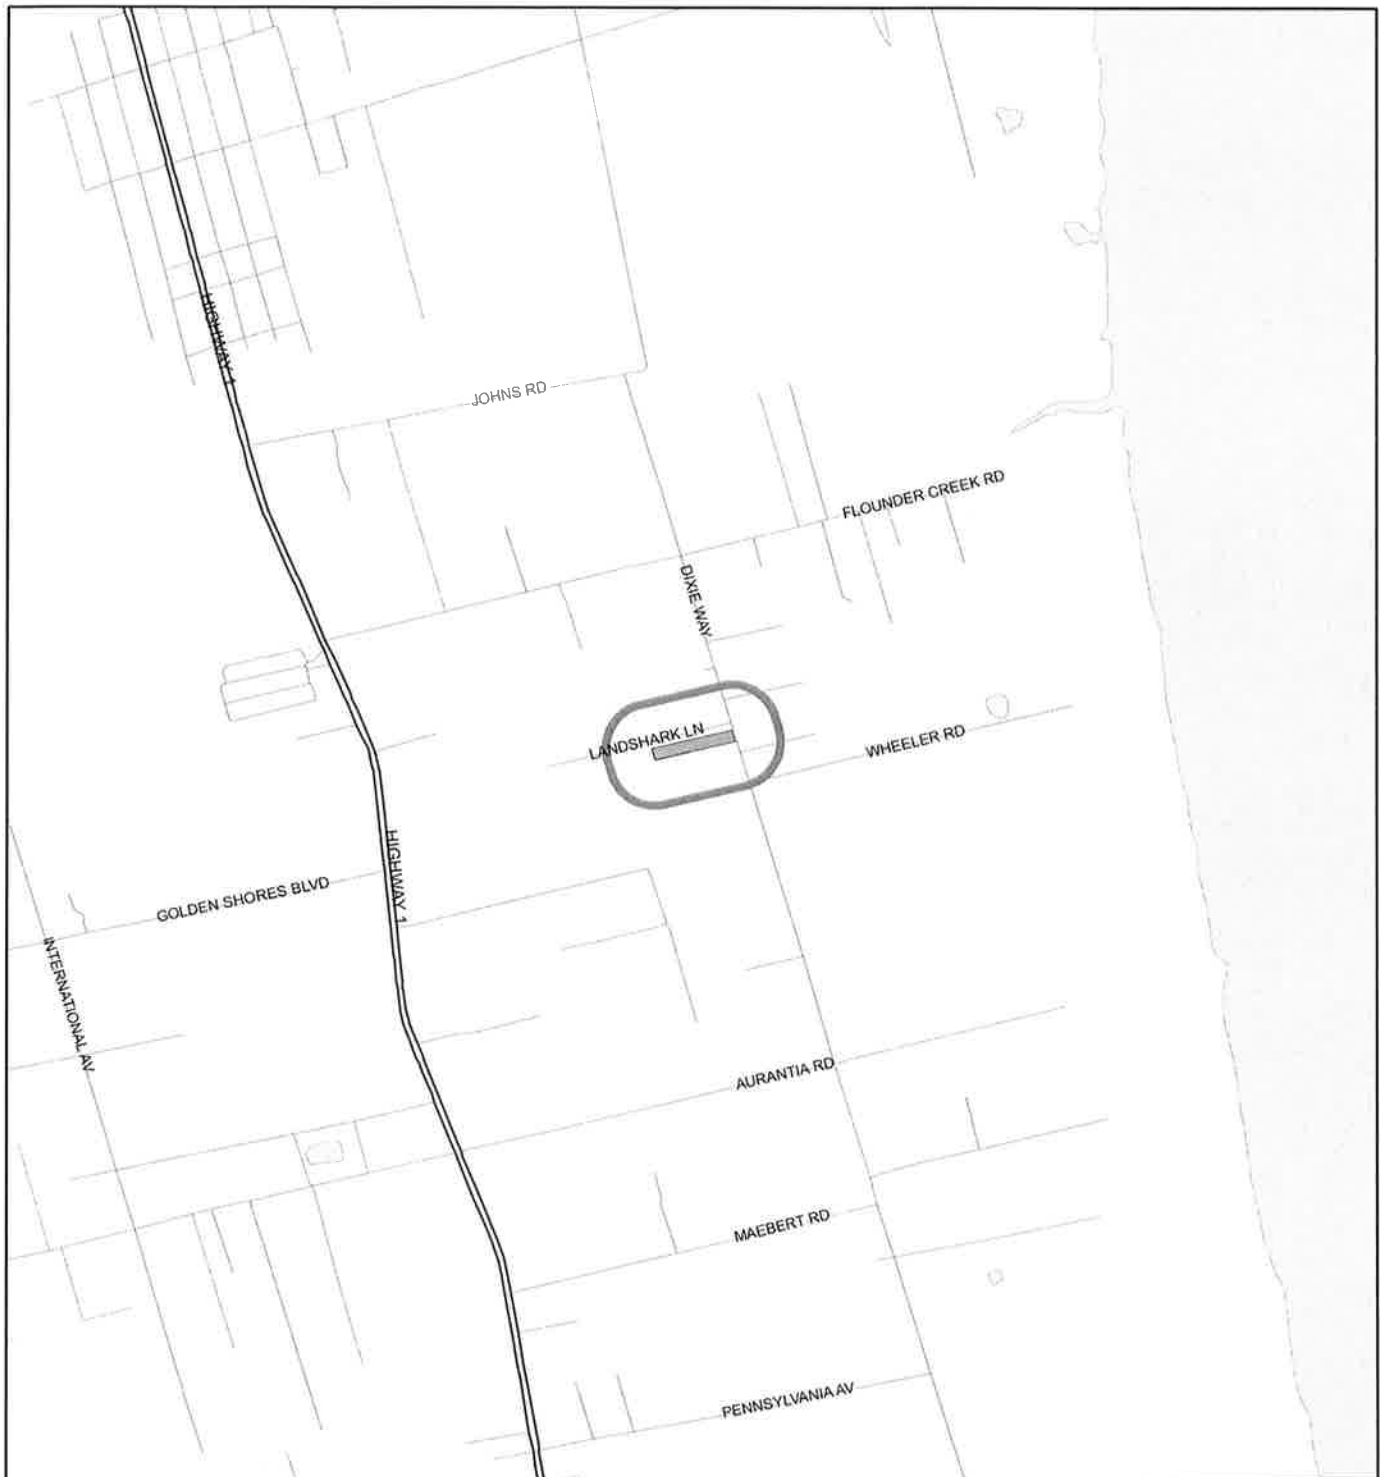 HIGHWAY 1
JOHNS RD
FLOUNDER CREEK RD
DIXIE WAY
LANDSHARK LN
WHEELER RD
HIGHWAY 1
GOLDEN SHORES BLVD
INTERNATIONAL AV
AURANTIA RD
MAEBERT RD
PENNSYLVANIA AV